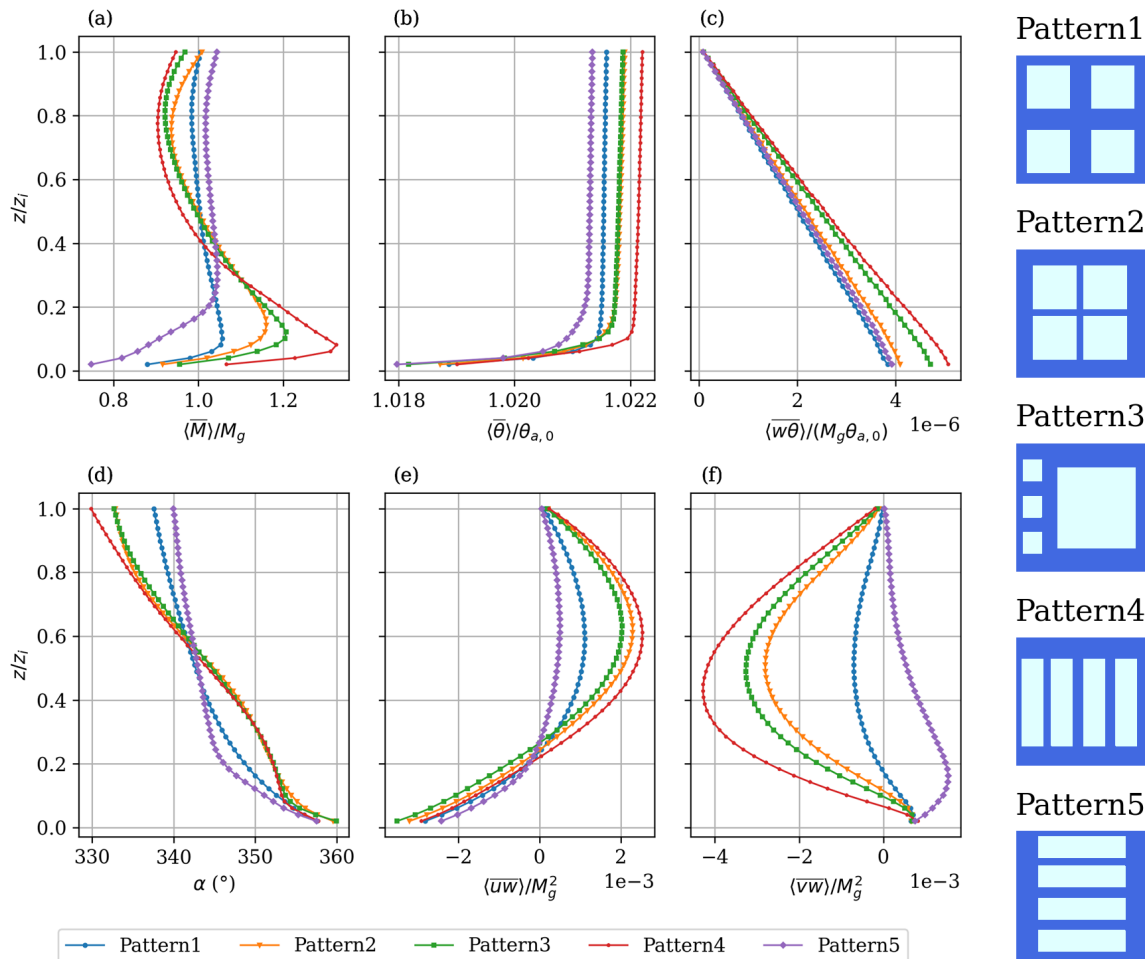 (a)
(b)
(c)
Pattern1
1.0
0.8
0.6
0.4
0.2
0.0
z/z_i
0.8 1.0 1.2
⟨M̅⟩/M_g
1.018 1.020 1.022
⟨θ̅⟩/θ_{a,0}
0 2 4
1e−6
⟨w̅θ̅⟩/(M_gθ_{a,0})
Pattern2
Pattern3
(d)
(e)
(f)
1.0
0.8
0.6
0.4
0.2
0.0
z/z_i
330 340 350 360
α (°)
−2 0 2
1e−3
⟨u̅w̅⟩/M_g^2
−4 −2 0
1e−3
⟨v̅w̅⟩/M_g^2
Pattern4
Pattern5
Pattern1 Pattern2 Pattern3 Pattern4 Pattern5